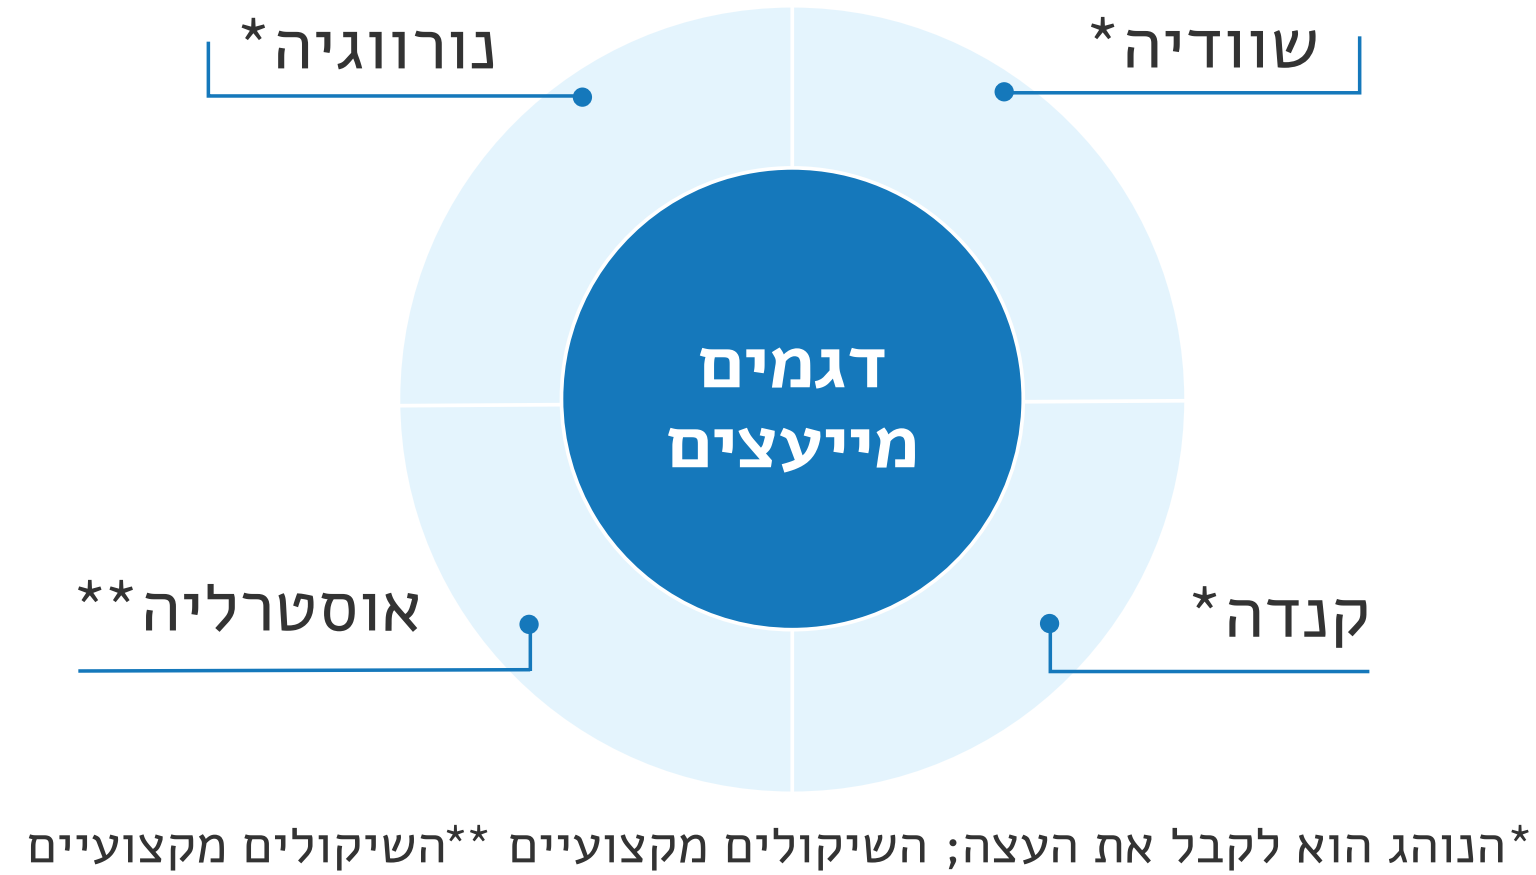 שוודיה*
נורווגיה*
דגמים
מייעצים
קנדה*
אוסטרליה**
*הנוהג הוא לקבל את העצה; השיקולים מקצועיים **השיקולים מקצועיים